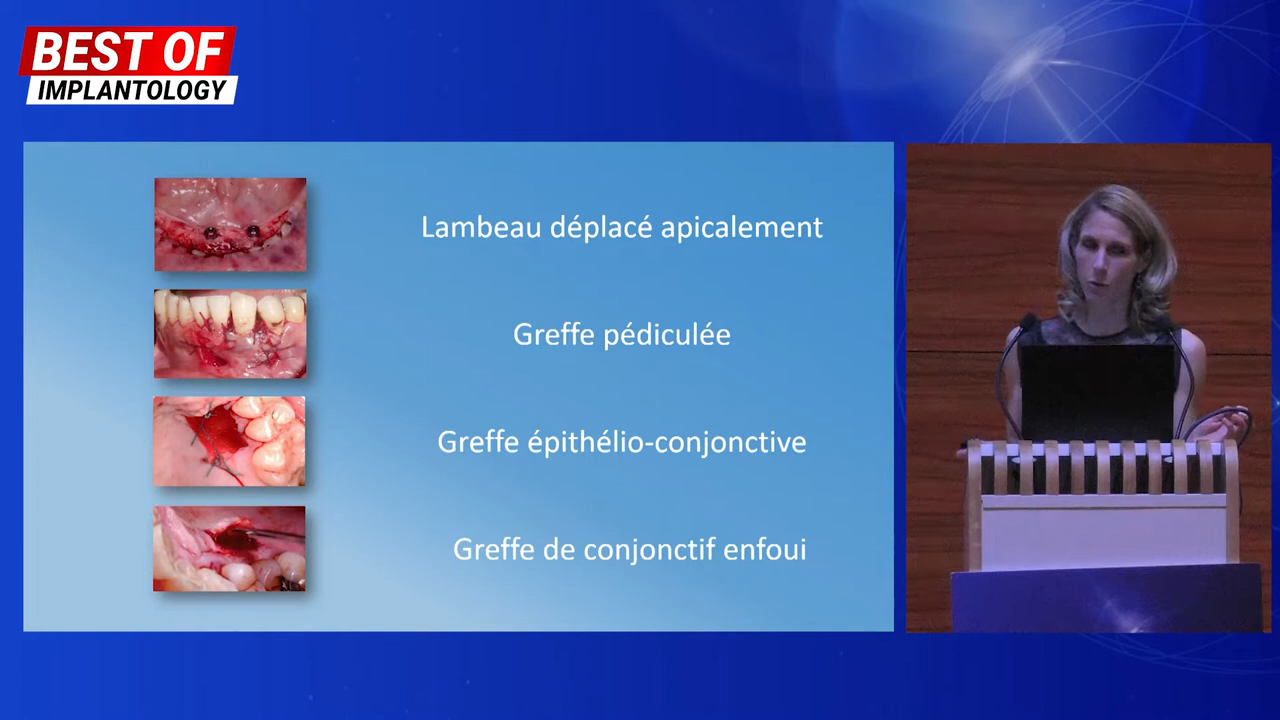 BEST OF
IMPLANTOLOGY
Lambeau déplacé apicalement
Greffe pédiculée
Greffe épithélio-conjonctive
Greffe de conjonctif enfoui